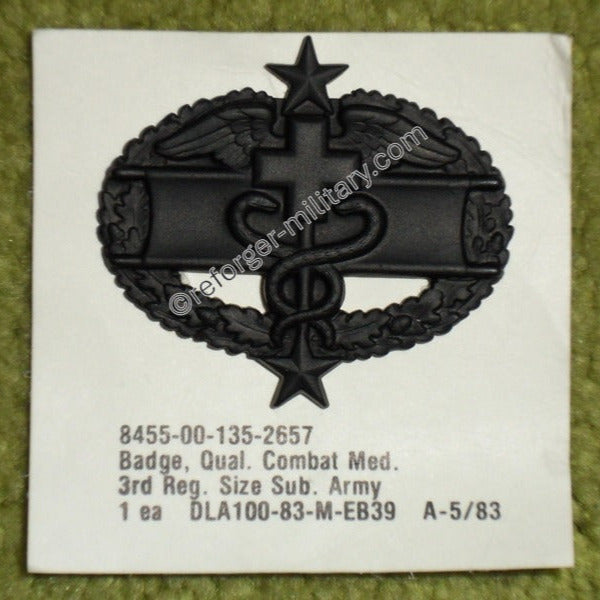 ©reforger-military.com
8455-00-135-2657
Badge, Qual. Combat Med.
3rd Reg. Size Sub. Army
1 ea DLA100-83-M-EB39 A-5/83